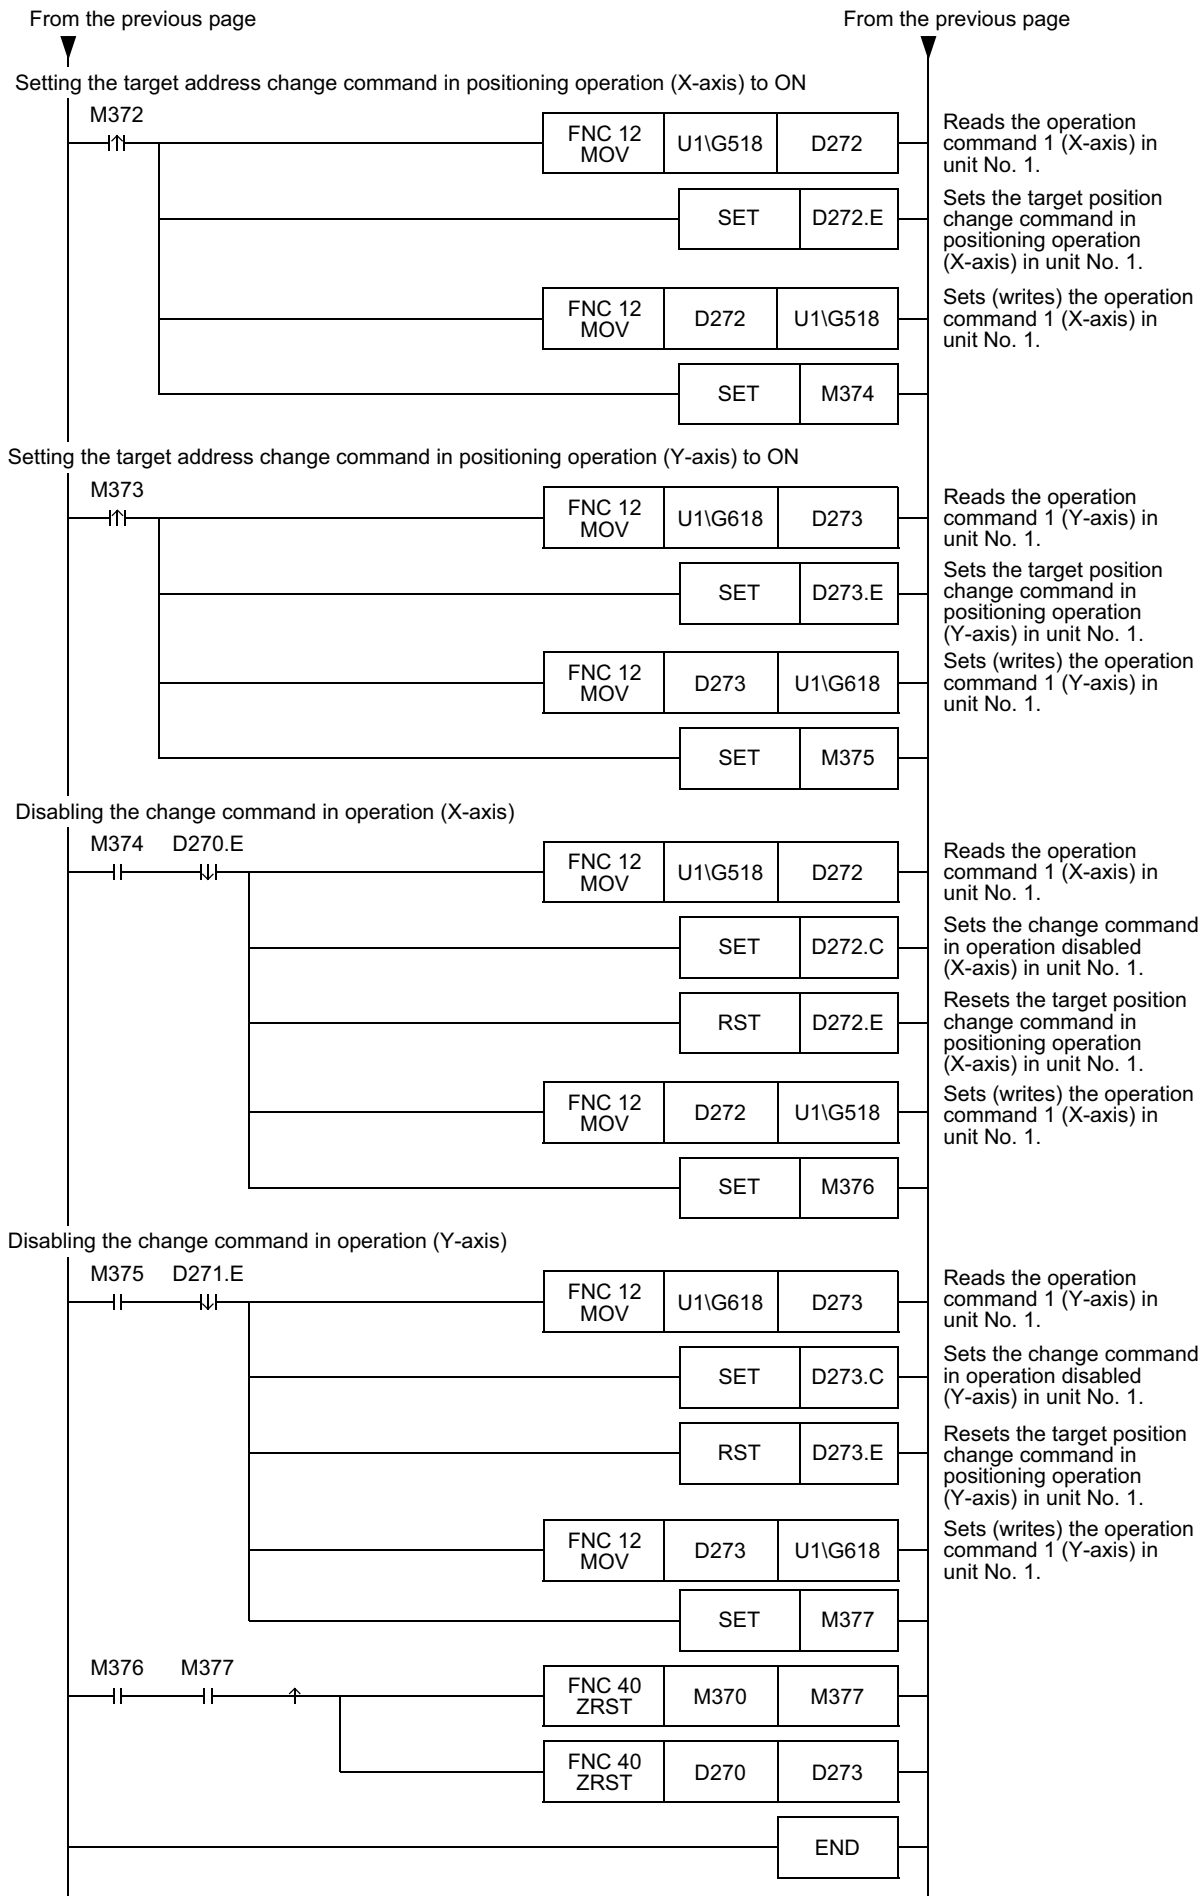 From the previous page
From the previous page
Setting the target address change command in positioning operation (X-axis) to ON
M372
FNC 12
MOV
U1\G518
D272
Reads the operation
command 1 (X-axis) in
unit No. 1.
SET
D272.E
Sets the target position
change command in
positioning operation
(X-axis) in unit No. 1.
FNC 12
MOV
D272
U1\G518
Sets (writes) the operation
command 1 (X-axis) in
unit No. 1.
SET
M374
Setting the target address change command in positioning operation (Y-axis) to ON
M373
FNC 12
MOV
U1\G618
D273
Reads the operation
command 1 (Y-axis) in
unit No. 1.
SET
D273.E
Sets the target position
change command in
positioning operation
(Y-axis) in unit No. 1.
FNC 12
MOV
D273
U1\G618
Sets (writes) the operation
command 1 (Y-axis) in
unit No. 1.
SET
M375
Disabling the change command in operation (X-axis)
M374
D270.E
FNC 12
MOV
U1\G518
D272
Reads the operation
command 1 (X-axis) in
unit No. 1.
SET
D272.C
Sets the change command
in operation disabled
(X-axis) in unit No. 1.
RST
D272.E
Resets the target position
change command in
positioning operation
(X-axis) in unit No. 1.
FNC 12
MOV
D272
U1\G518
Sets (writes) the operation
command 1 (X-axis) in
unit No. 1.
SET
M376
Disabling the change command in operation (Y-axis)
M375
D271.E
FNC 12
MOV
U1\G618
D273
Reads the operation
command 1 (Y-axis) in
unit No. 1.
SET
D273.C
Sets the change command
in operation disabled
(Y-axis) in unit No. 1.
RST
D273.E
Resets the target position
change command in
positioning operation
(Y-axis) in unit No. 1.
FNC 12
MOV
D273
U1\G618
Sets (writes) the operation
command 1 (Y-axis) in
unit No. 1.
SET
M377
M376
M377
FNC 40
ZRST
M370
M377
FNC 40
ZRST
D270
D273
END